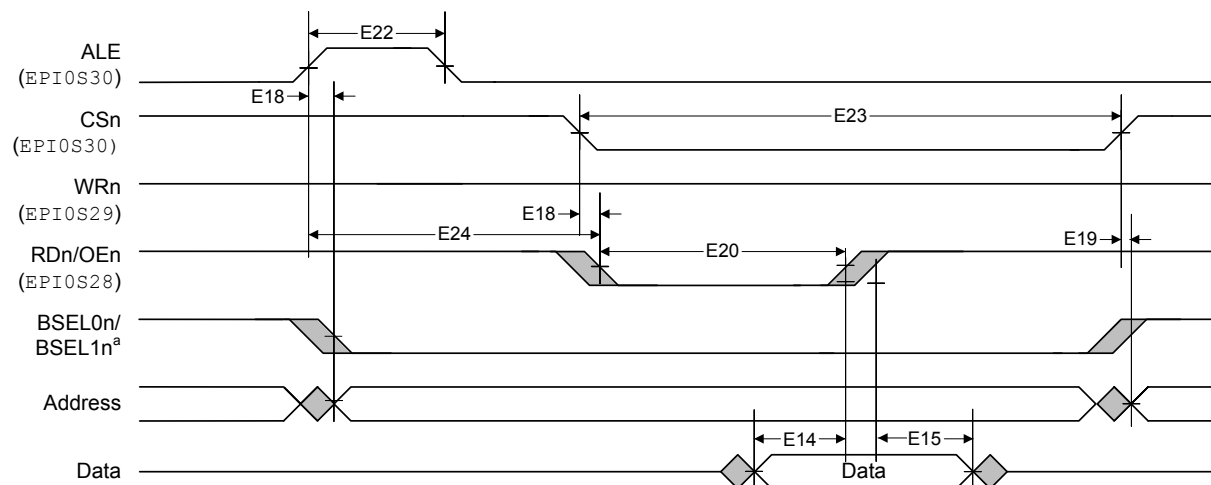 E22
ALE
(EPI0S30)
E18
CSn
E23
(EPI0S30)
WRn
(EPI0S29)
E18
E24
E20
E19
RDn/OEn
(EPI0S28)
BSEL0n/
BSEL1nᵃ
Address
E14
E15
Data
Data